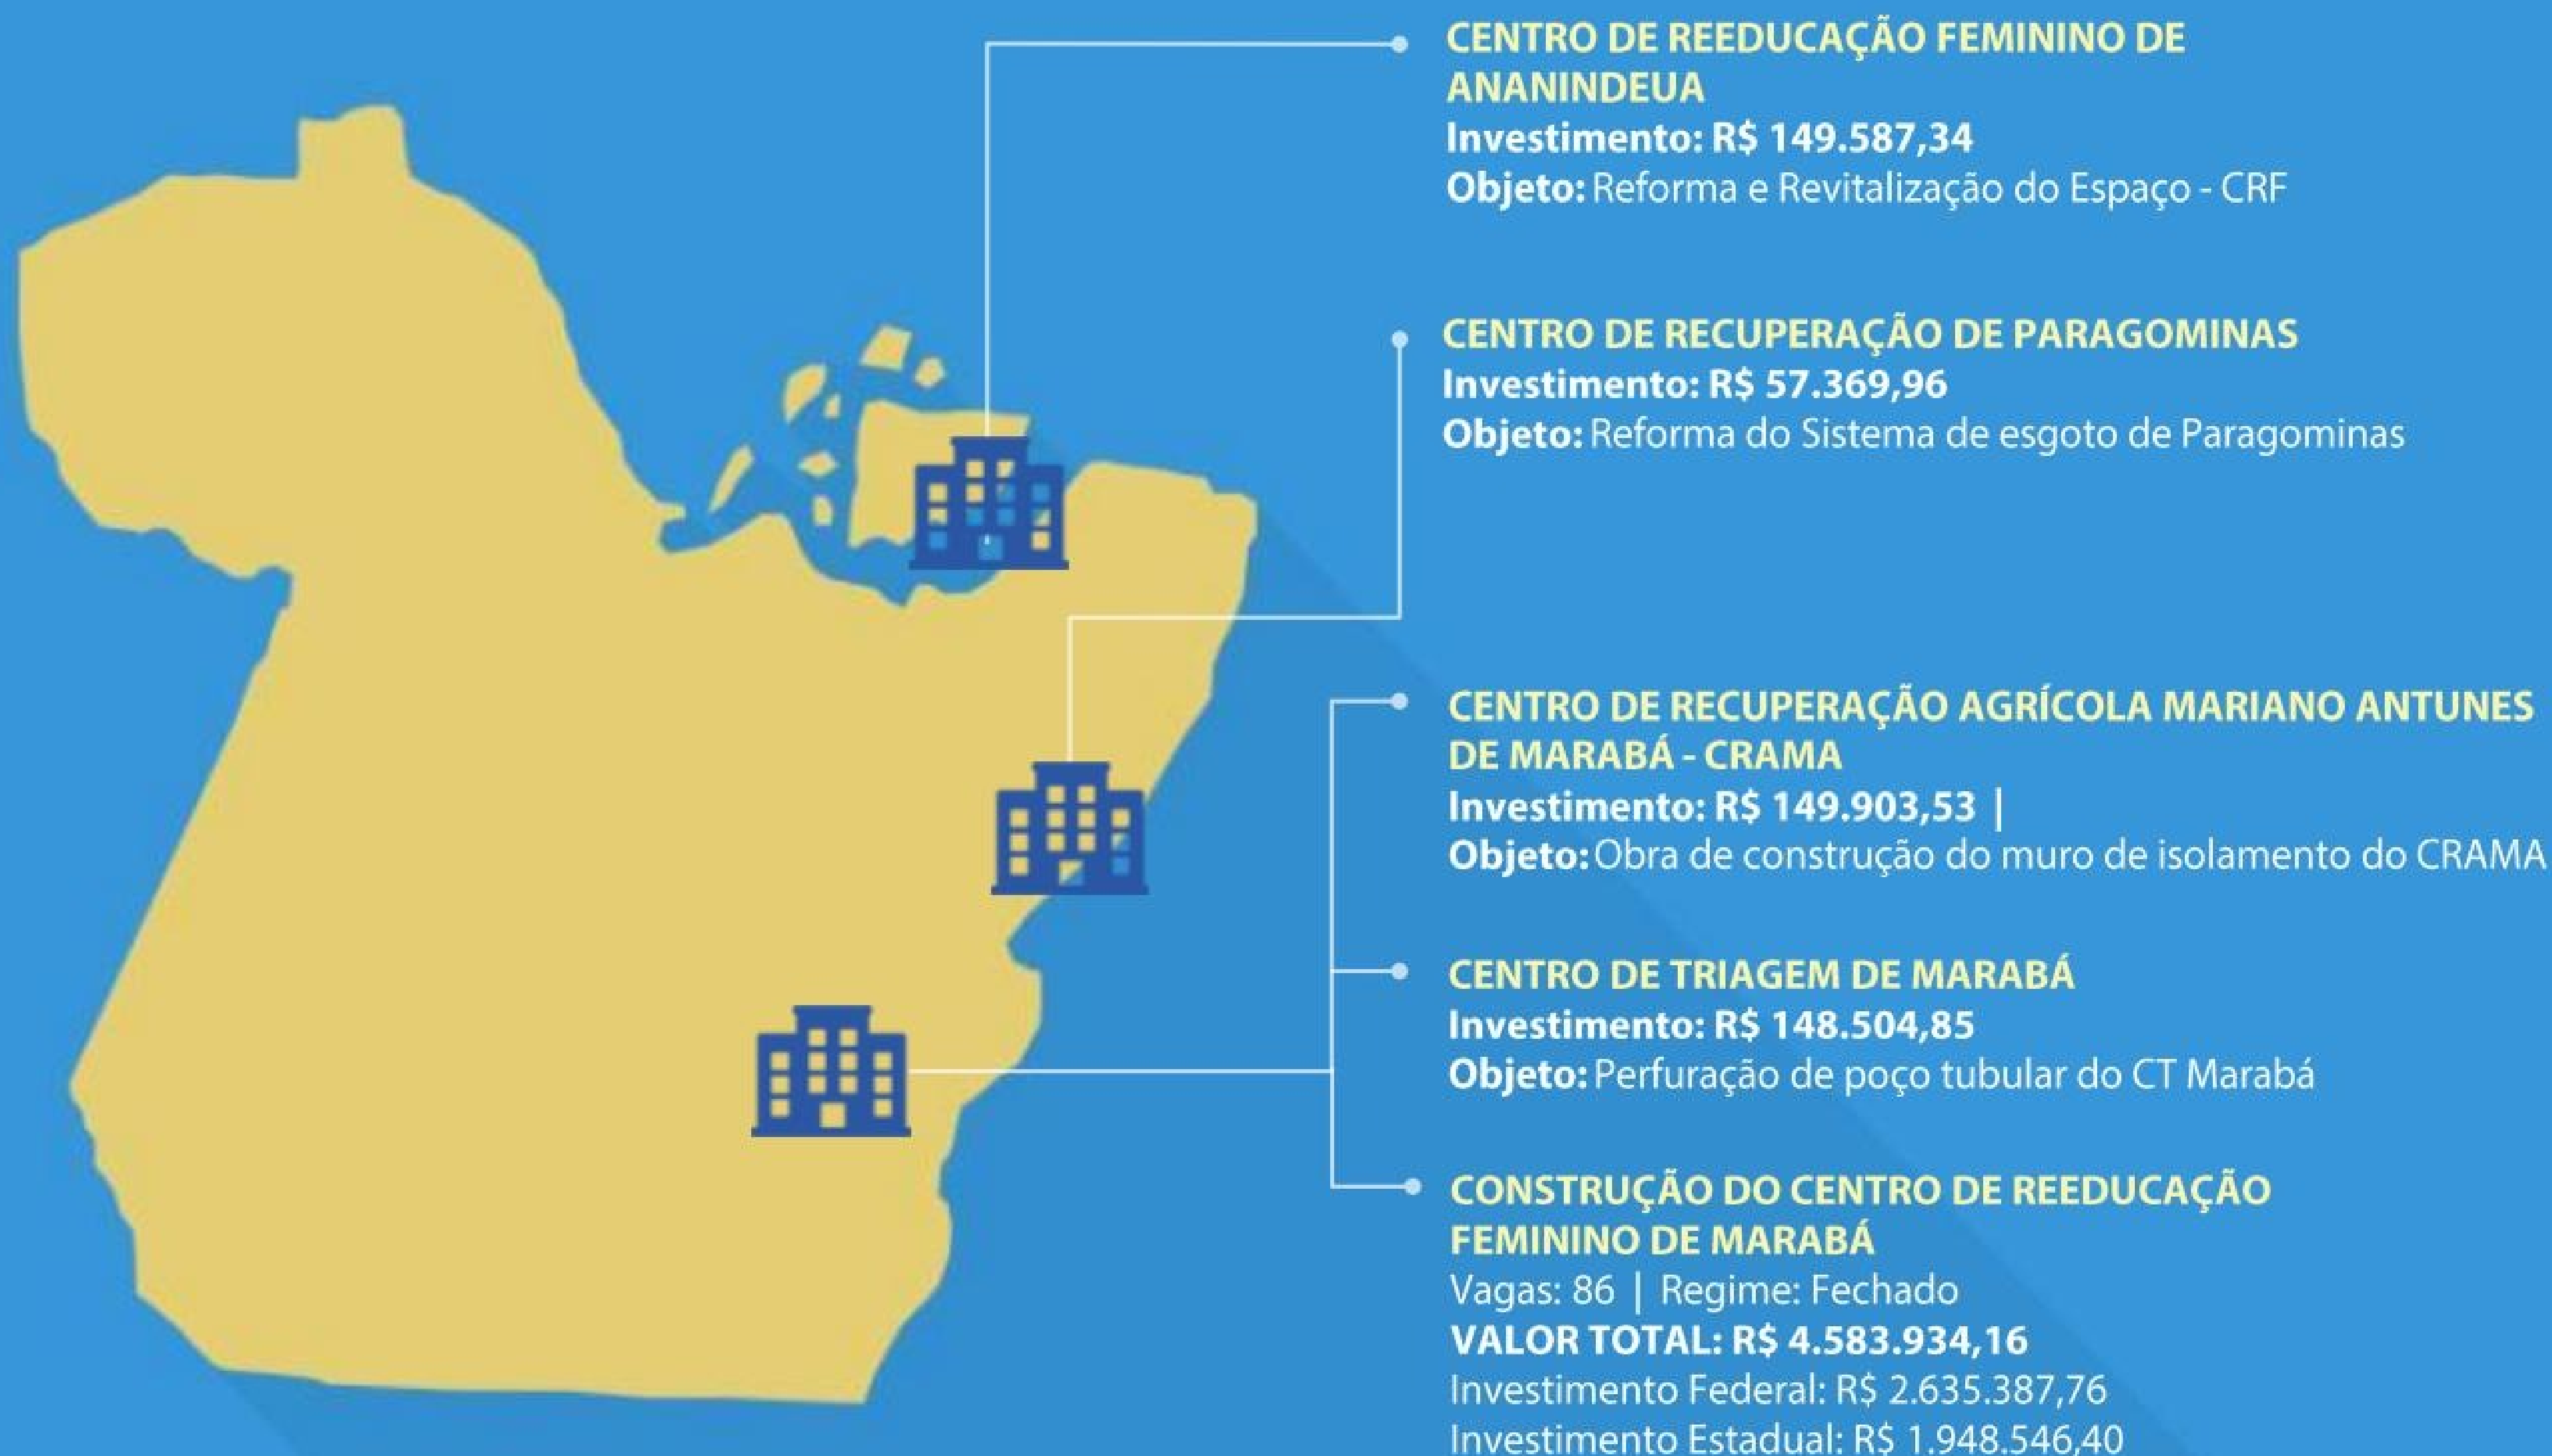 CENTRO DE REEDUCAÇÃO FEMININO DE
ANANINDEUA
Investimento: R$ 149.587,34
Objeto: Reforma e Revitalização do Espaço - CRF
CENTRO DE RECUPERAÇÃO DE PARAGOMINAS
Investimento: R$ 57.369,96
Objeto: Reforma do Sistema de esgoto de Paragominas
CENTRO DE RECUPERAÇÃO AGRÍCOLA MARIANO ANTUNES
DE MARABÁ - CRAMA
Investimento: R$ 149.903,53 |
Objeto: Obra de construção do muro de isolamento do CRAMA
CENTRO DE TRIAGEM DE MARABÁ
Investimento: R$ 148.504,85
Objeto: Perfuração de poço tubular do CT Marabá
CONSTRUÇÃO DO CENTRO DE REEDUCAÇÃO
FEMININO DE MARABÁ
Vagas: 86 | Regime: Fechado
VALOR TOTAL: R$ 4.583.934,16
Investimento Federal: R$ 2.635.387,76
Investimento Estadual: R$ 1.948.546,40